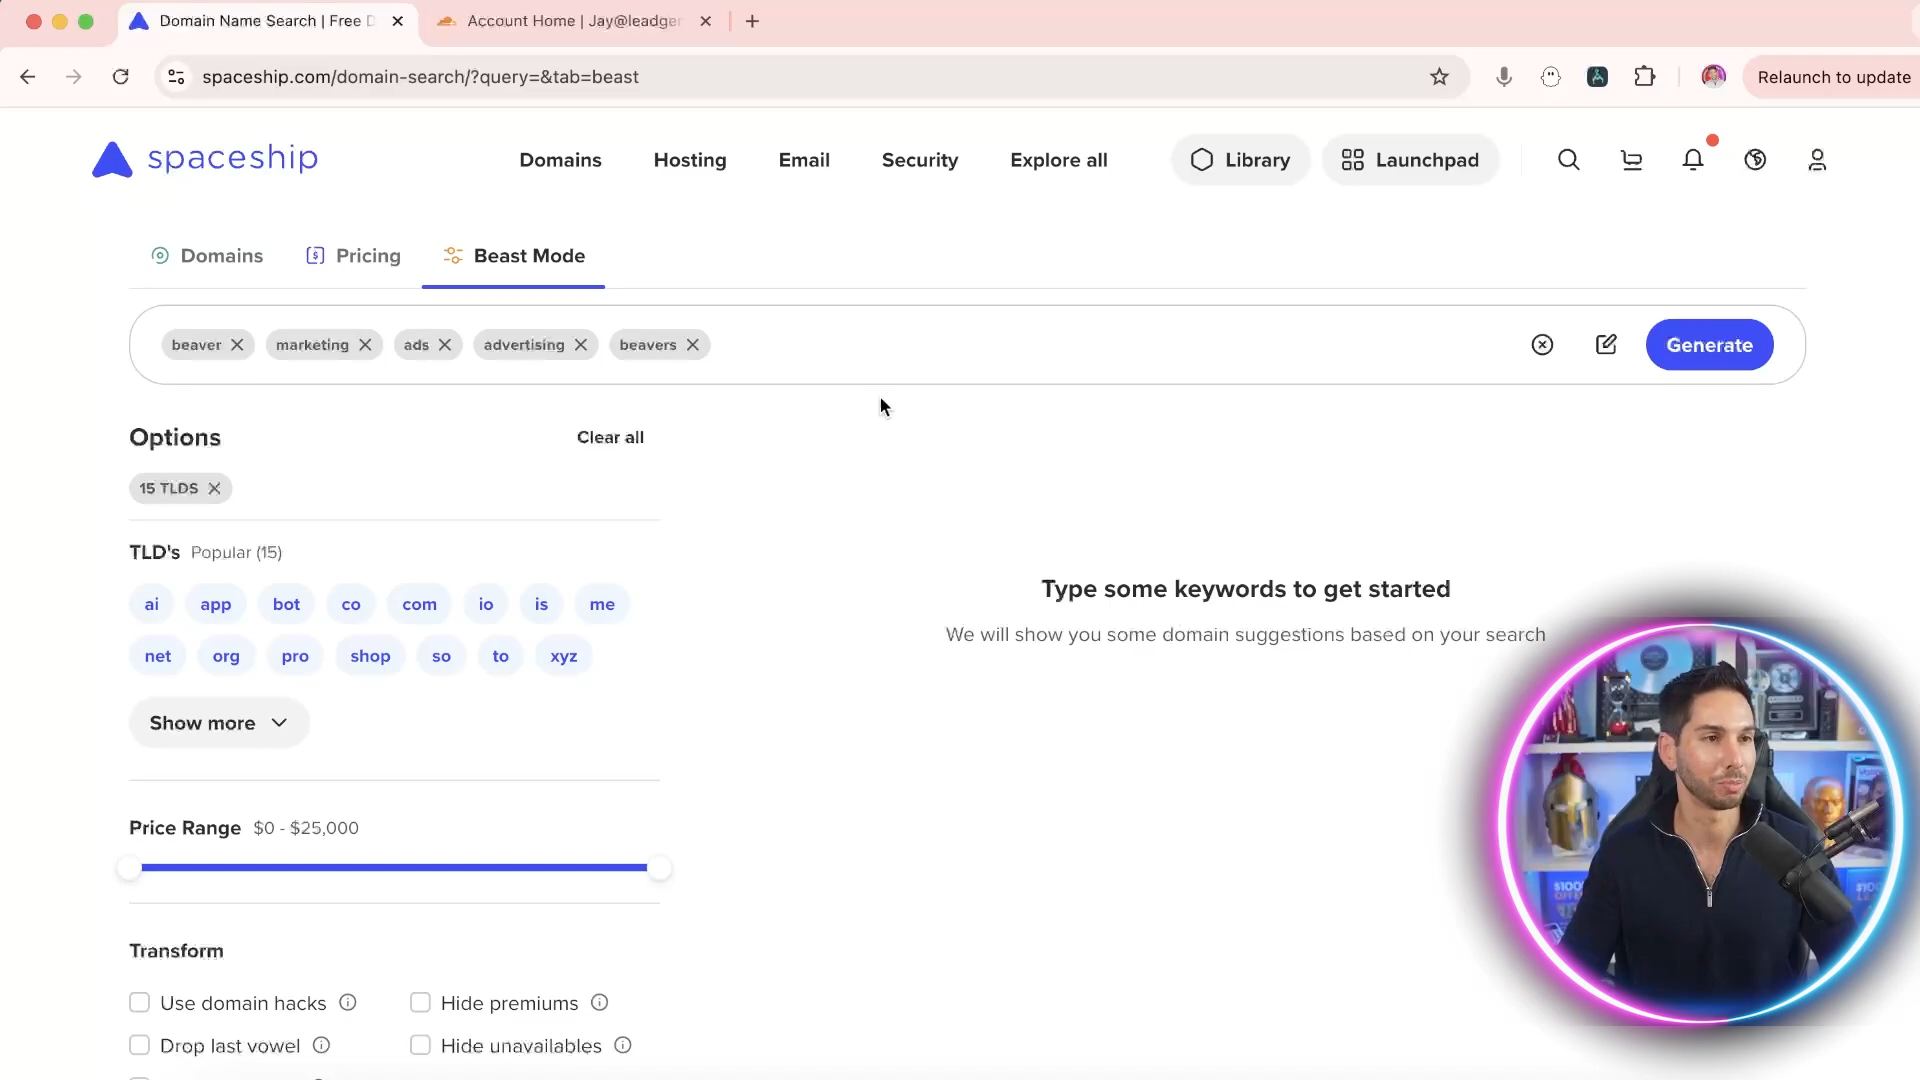 Domain Name Search | Free D
Account Home | Jay@leadger
spaceship.com/domain-search/?query=&tab=beast
Relaunch to update
spaceship
Domains
Hosting
Email
Security
Explore all
Library
Launchpad
Domains
Pricing
Beast Mode
beaver
marketing
ads
advertising
beavers
Generate
Options
Clear all
15 TLDS
TLD's Popular (15)
ai app bot co com io is me
net org pro shop so to xyz
Show more
Type some keywords to get started
We will show you some domain suggestions based on your search
Price Range $0 - $25,000
Transform
Use domain hacks
Hide premiums
Drop last vowel
Hide unavailables